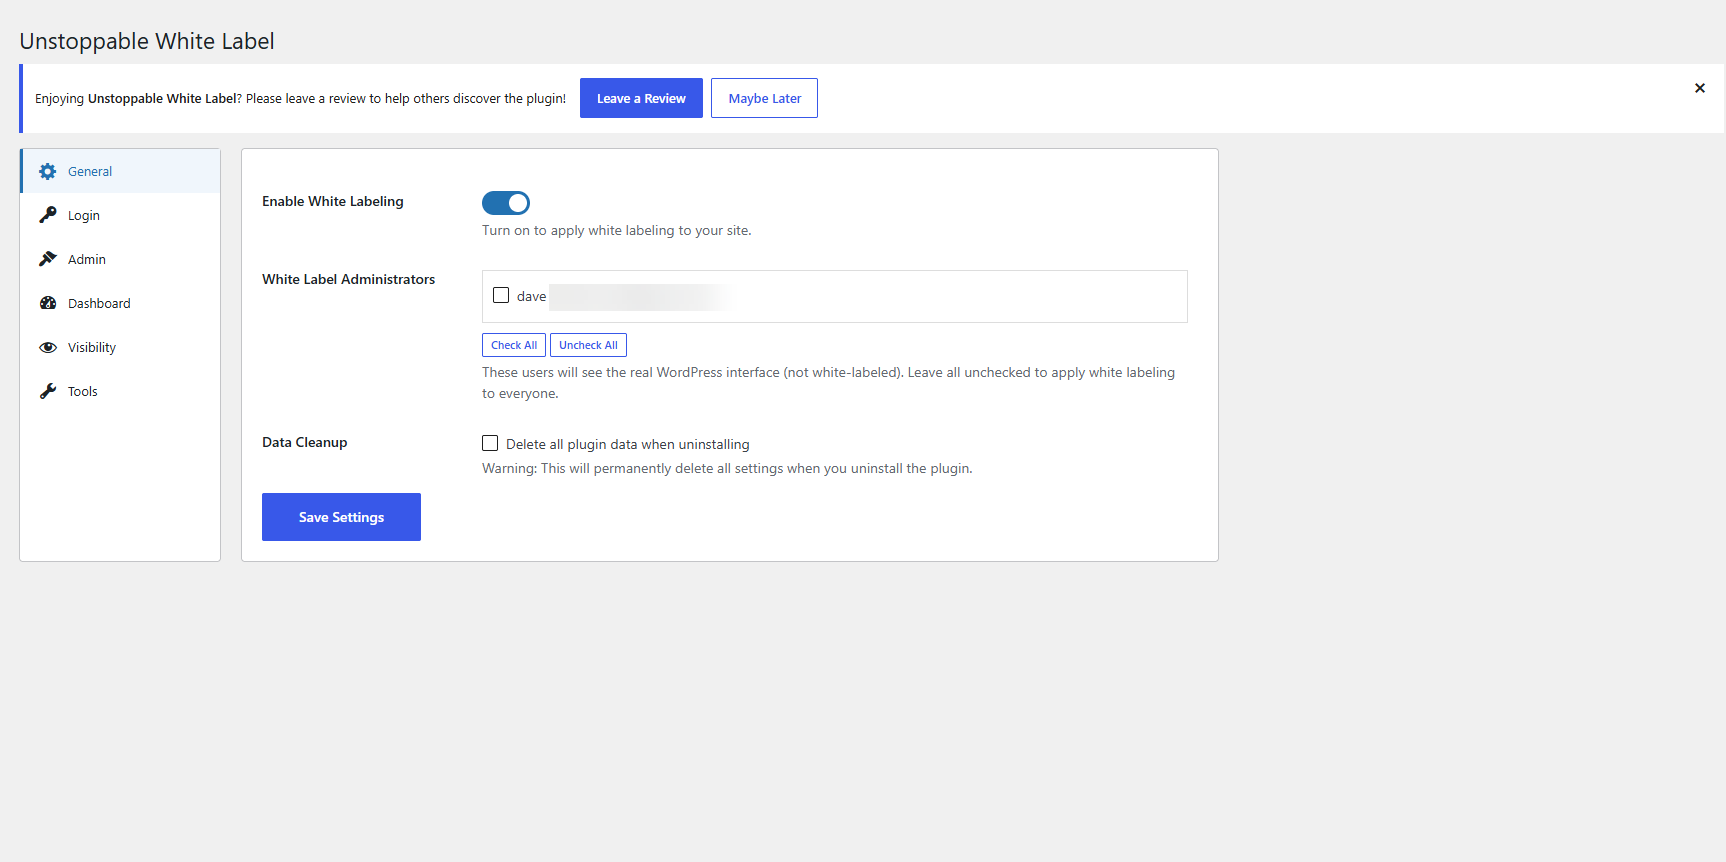 Unstoppable White Label
Enjoying Unstoppable White Label? Please leave a review to help others discover the plugin!
Leave a Review
Maybe Later
General
Login
Admin
Dashboard
Visibility
Tools
Enable White Labeling
Turn on to apply white labeling to your site.
White Label Administrators
dave
Check All
Uncheck All
These users will see the real WordPress interface (not white-labeled). Leave all unchecked to apply white labeling
to everyone.
Data Cleanup
Delete all plugin data when uninstalling
Warning: This will permanently delete all settings when you uninstall the plugin.
Save Settings